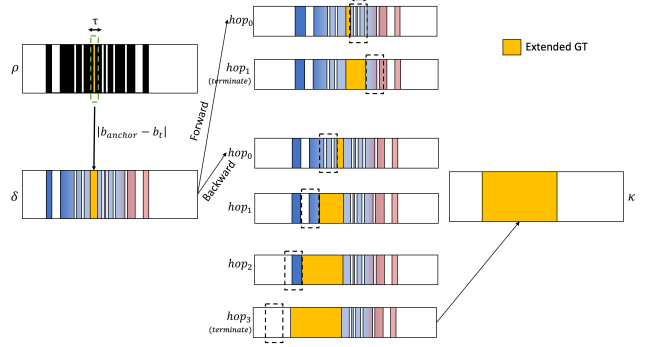 τ
ρ
|b_anchor − b_t|
δ
Forward
Backward
hop_0
hop_1
(terminate)
hop_0
hop_1
hop_2
hop_3
(terminate)
Extended GT
κ